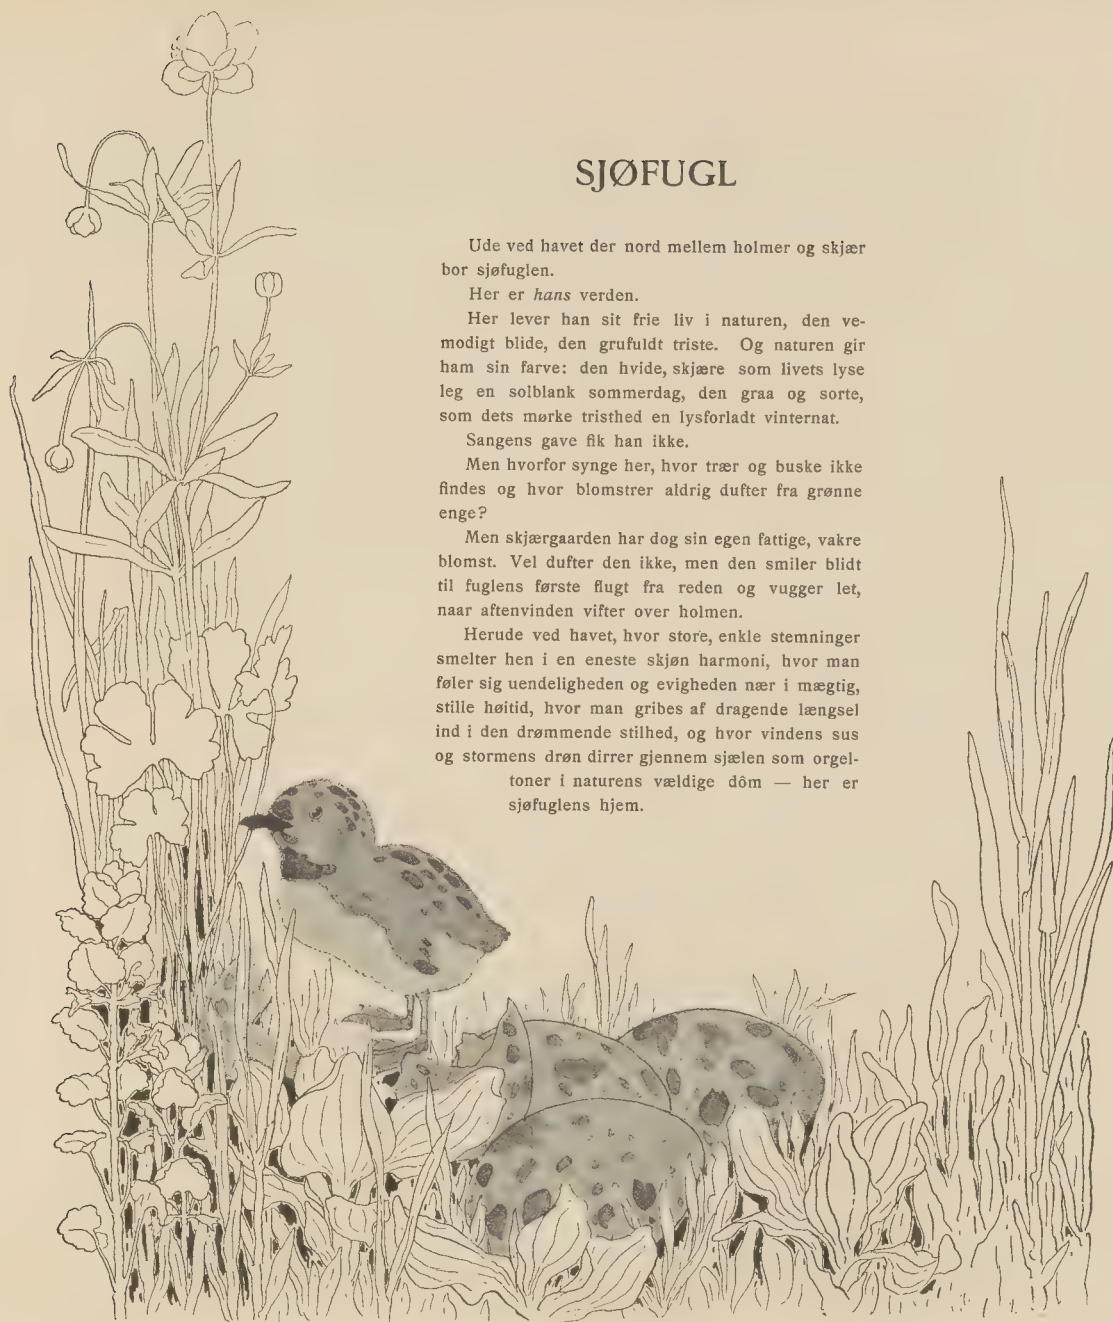 SJØFUGL
Ude ved havet der nord mellem holmer og skjær
bor sjøfuglen.
Her er hans verden.
Her lever han sit frie liv i naturen, den ve-
modigt blide, den grufuldt triste. Og naturen gir
ham sin farve: den hvide, skjære som livets lyse
leg en solblank sommerdag, den graa og sorte,
som dets mørke tristhed en lysforladt vinternat.
Sangens gave fik han ikke.
Men hvorfor synge her, hvor trær og buske ikke
findes og hvor blomstrer aldrig dufter fra grønne
enge?
Men skjærgaarden har dog sin egen fattige, vakre
blomst. Vel dufter den ikke, men den smiler blidt
til fuglens første flugt fra reden og vugger let,
naar aftenvinden vifter over holmen.
Herude ved havet, hvor store, enkle stemninger
smelter hen i en eneste skjøn harmoni, hvor man
føler sig uendeligheden og evigheden nær i mægtig,
stille høitid, hvor man gribes af dragende længsel
ind i den drømmende stilhed, og hvor vindens sus
og stormens drøn dirrer gjennem sjælen som orgel-
toner i naturens vældige dôm — her er
sjøfuglens hjem.